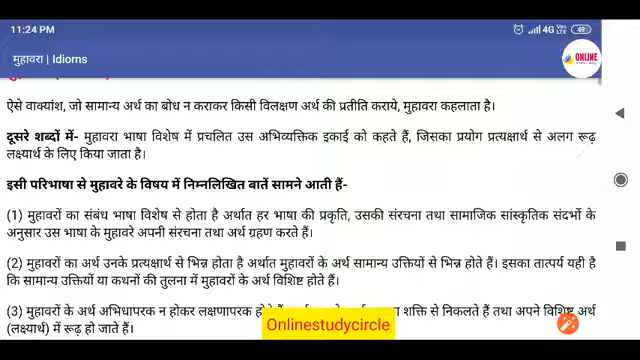 11:24 PM
4G
49
मुहावरा | Idioms
ONLINE
ऐसे वाक्यांश, जो सामान्य अर्थ का बोध न कराकर किसी विलक्षण अर्थ की प्रतीति कराये, मुहावरा कहलाता है।
दूसरे शब्दों में- मुहावरा भाषा विशेष में प्रचलित उस अभिव्यक्तिक इकाई को कहते हैं, जिसका प्रयोग प्रत्यक्षार्थ से अलग रूढ़
लक्ष्यार्थ के लिए किया जाता है।
इसी परिभाषा से मुहावरे के विषय में निम्नलिखित बातें सामने आती हैं-
(1) मुहावरों का संबंध भाषा विशेष से होता है अर्थात हर भाषा की प्रकृति, उसकी संरचना तथा सामाजिक सांस्कृतिक संदर्भो के
अनुसार उस भाषा के मुहावरे अपनी संरचना तथा अर्थ ग्रहण करते हैं।
(2) मुहावरों का अर्थ उनके प्रत्यक्षार्थ से भिन्न होता है अर्थात मुहावरों के अर्थ सामान्य उक्तियों से भिन्न होते हैं। इसका तात्पर्य यही है
कि सामान्य उक्तियों या कथनों की तुलना में मुहावरों के अर्थ विशिष्ट होते हैं।
(3) मुहावरों के अर्थ अभिधापरक न होकर लक्षणापरक होते हैं शक्ति से निकलते हैं तथा अपने विशिष्ट अर्थ
(लक्ष्यार्थ) में रूढ़ हो जाते हैं।
Onlinestudycircle